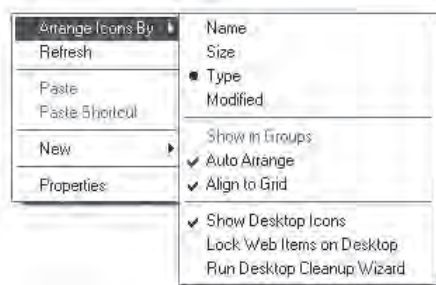 Arrange Icons By
Refresh
Paste
Paste Shortcut
New
Properties
Name
Size
Type
Modified
Show in Groups
Auto Arrange
Align to Grid
Show Desktop Icons
Lock Web Items on Desktop
Run Desktop Cleanup Wizard